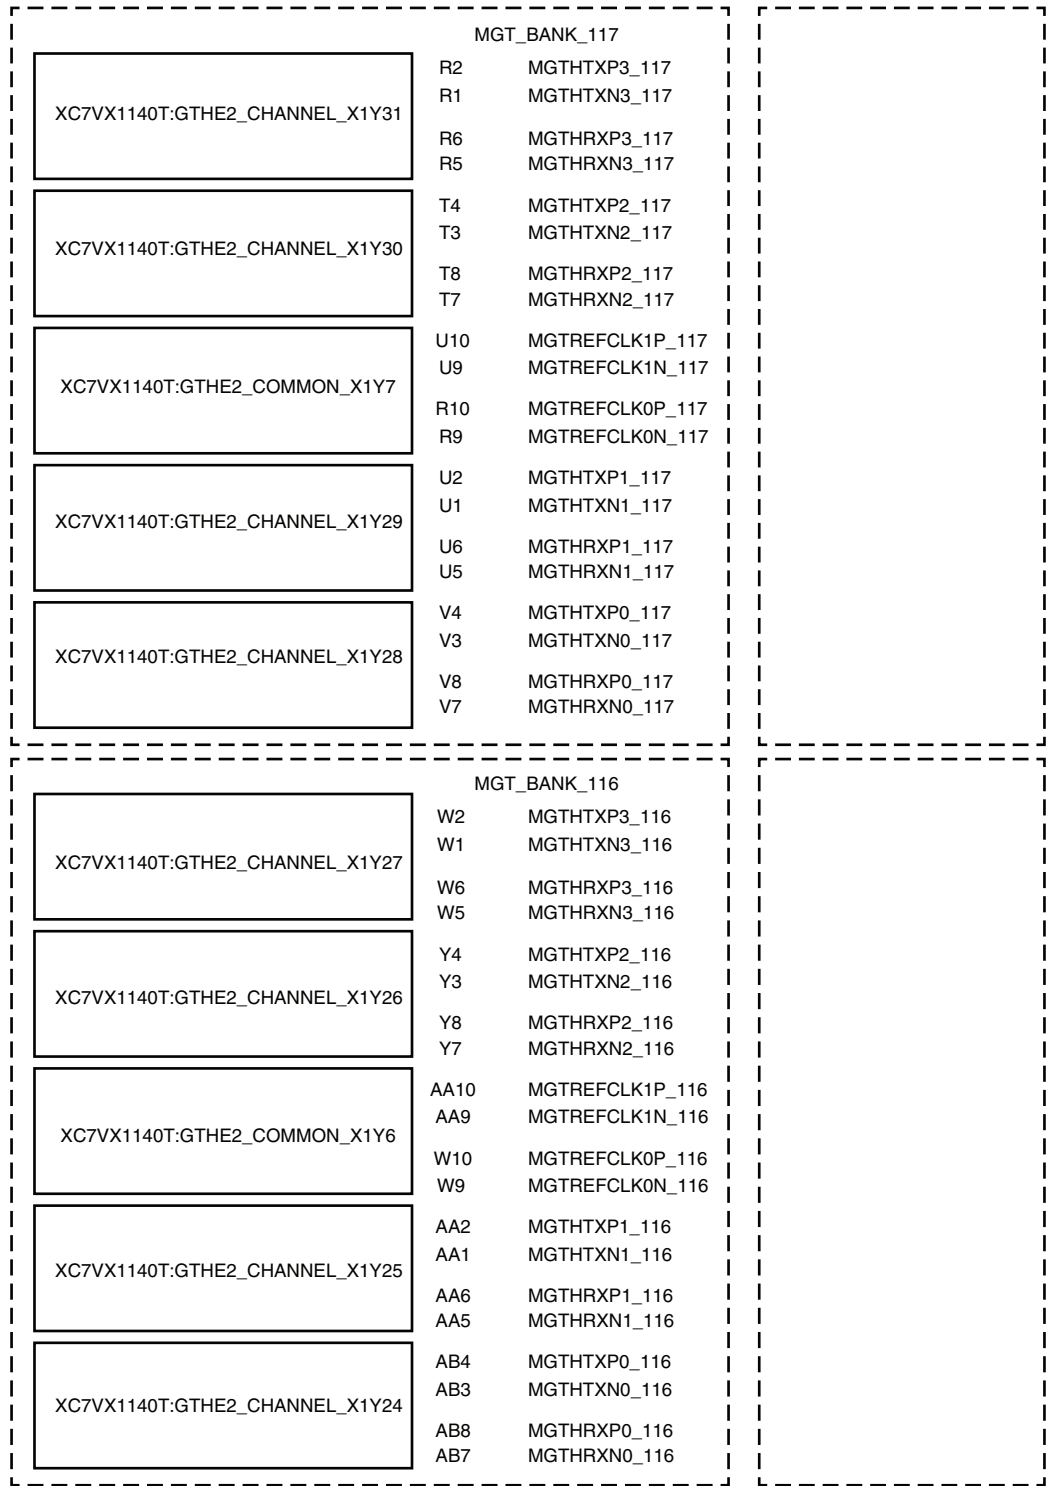 MGT_BANK_117
R2 MGTHTXP3_117
R1 MGTHTXN3_117
XC7VX1140T:GTHE2_CHANNEL_X1Y31
R6 MGTHRXP3_117
R5 MGTHRXN3_117
T4 MGTHTXP2_117
T3 MGTHTXN2_117
XC7VX1140T:GTHE2_CHANNEL_X1Y30
T8 MGTHRXP2_117
T7 MGTHRXN2_117
U10 MGTREFCLK1P_117
U9 MGTREFCLK1N_117
XC7VX1140T:GTHE2_COMMON_X1Y7
R10 MGTREFCLK0P_117
R9 MGTREFCLK0N_117
U2 MGTHTXP1_117
U1 MGTHTXN1_117
XC7VX1140T:GTHE2_CHANNEL_X1Y29
U6 MGTHRXP1_117
U5 MGTHRXN1_117
V4 MGTHTXP0_117
V3 MGTHTXN0_117
XC7VX1140T:GTHE2_CHANNEL_X1Y28
V8 MGTHRXP0_117
V7 MGTHRXN0_117
MGT_BANK_116
W2 MGTHTXP3_116
W1 MGTHTXN3_116
XC7VX1140T:GTHE2_CHANNEL_X1Y27
W6 MGTHRXP3_116
W5 MGTHRXN3_116
Y4 MGTHTXP2_116
Y3 MGTHTXN2_116
XC7VX1140T:GTHE2_CHANNEL_X1Y26
Y8 MGTHRXP2_116
Y7 MGTHRXN2_116
AA10 MGTREFCLK1P_116
AA9 MGTREFCLK1N_116
XC7VX1140T:GTHE2_COMMON_X1Y6
W10 MGTREFCLK0P_116
W9 MGTREFCLK0N_116
AA2 MGTHTXP1_116
AA1 MGTHTXN1_116
XC7VX1140T:GTHE2_CHANNEL_X1Y25
AA6 MGTHRXP1_116
AA5 MGTHRXN1_116
AB4 MGTHTXP0_116
AB3 MGTHTXN0_116
XC7VX1140T:GTHE2_CHANNEL_X1Y24
AB8 MGTHRXP0_116
AB7 MGTHRXN0_116